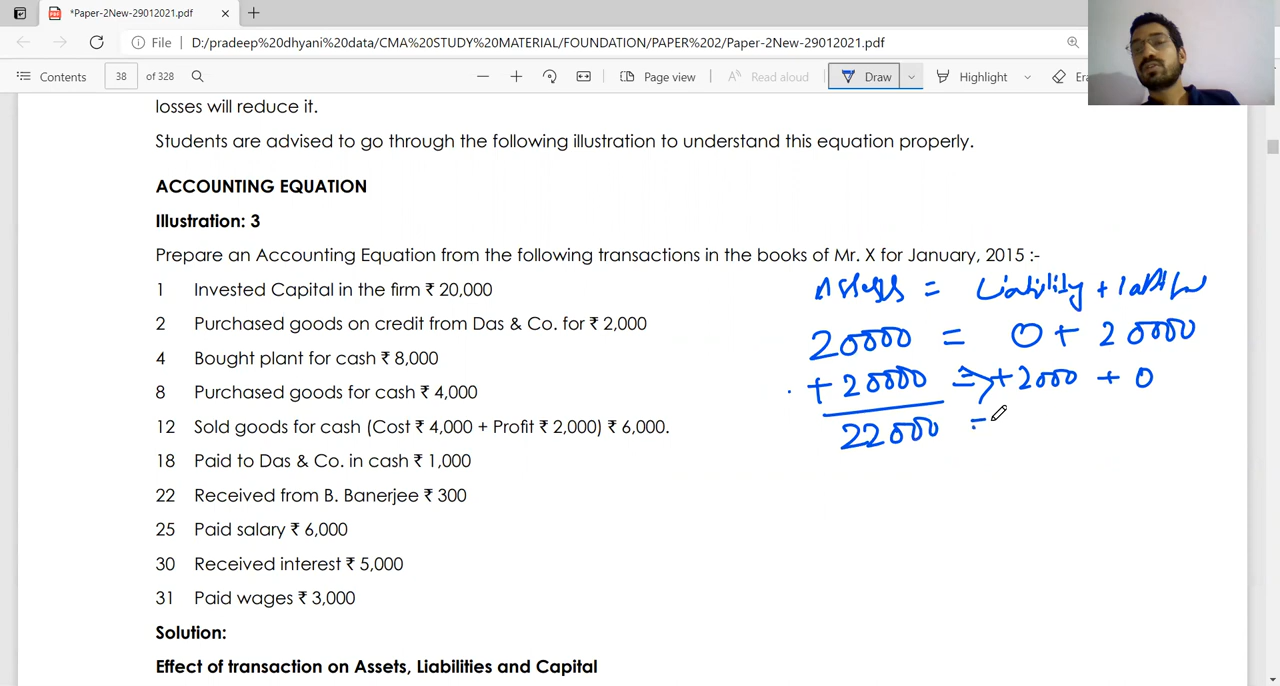 *Paper-2New-29012021.pdf
File D:/pradeep%20dhyani%20data/CMA%20STUDY%20MATERIAL/FOUNDATION/PAPER%202/Paper-2New-29012021.pdf
Contents 38 of 328 Page view Read aloud Draw Highlight Era
losses will reduce it.
Students are advised to go through the following illustration to understand this equation properly.
ACCOUNTING EQUATION
Illustration: 3
Prepare an Accounting Equation from the following transactions in the books of Mr. X for January, 2015 :-
1 Invested Capital in the firm ₹ 20,000
2 Purchased goods on credit from Das & Co. for ₹ 2,000
4 Bought plant for cash ₹ 8,000
8 Purchased goods for cash ₹ 4,000
12 Sold goods for cash (Cost ₹ 4,000 + Profit ₹ 2,000) ₹ 6,000.
18 Paid to Das & Co. in cash ₹ 1,000
22 Received from B. Banerjee ₹ 300
25 Paid salary ₹ 6,000
30 Received interest ₹ 5,000
31 Paid wages ₹ 3,000
Solution:
Effect of transaction on Assets, Liabilities and Capital
Assets = Liability +
20000 = 0 + 20000
+ 20000 = +2000 + 0
22000 =